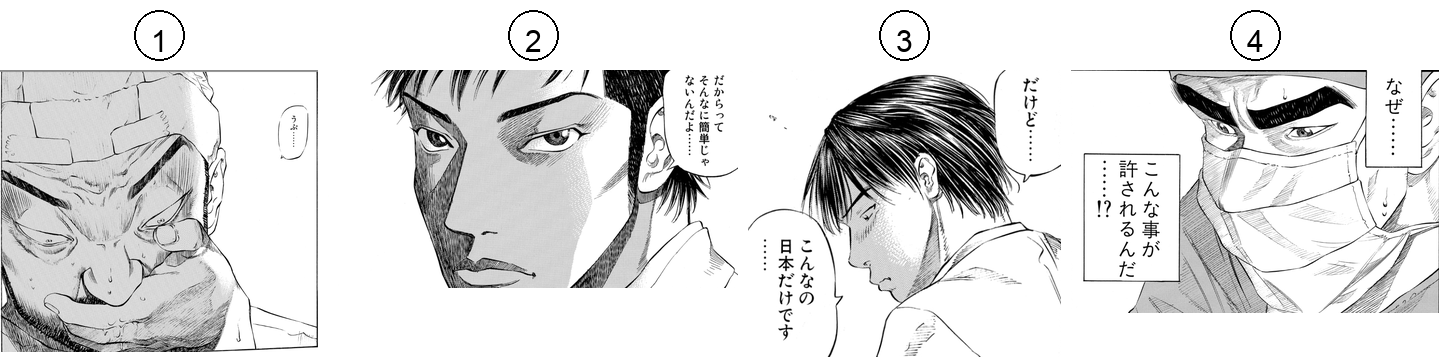 1
うぷ……
2
だからって
そんなに簡単じゃ
ないんだよ……
3
だけど……
こんなの
日本だけです
……
4
なぜ……
こんな事が
許されるんだ
……!?